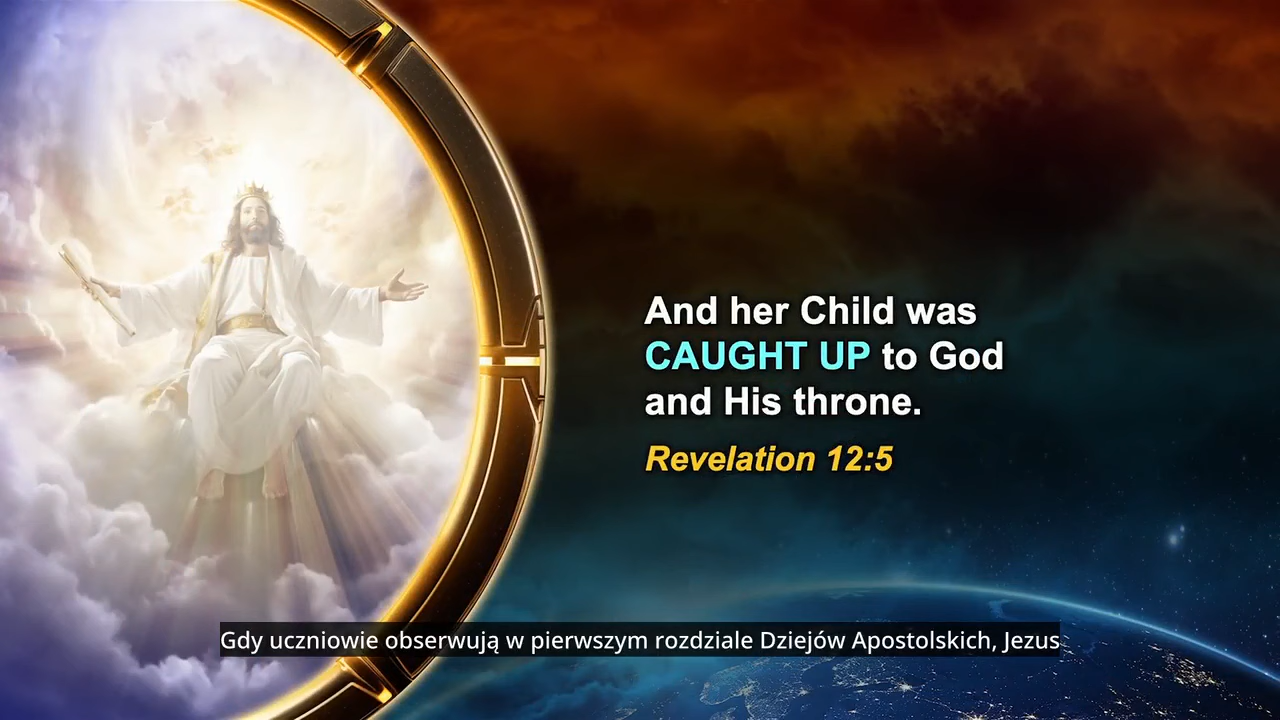 And her Child was
CAUGHT UP to God
and His throne.
Revelation 12:5
Gdy uczniowie obserwują w pierwszym rozdziale Dziejów Apostolskich, Jezus